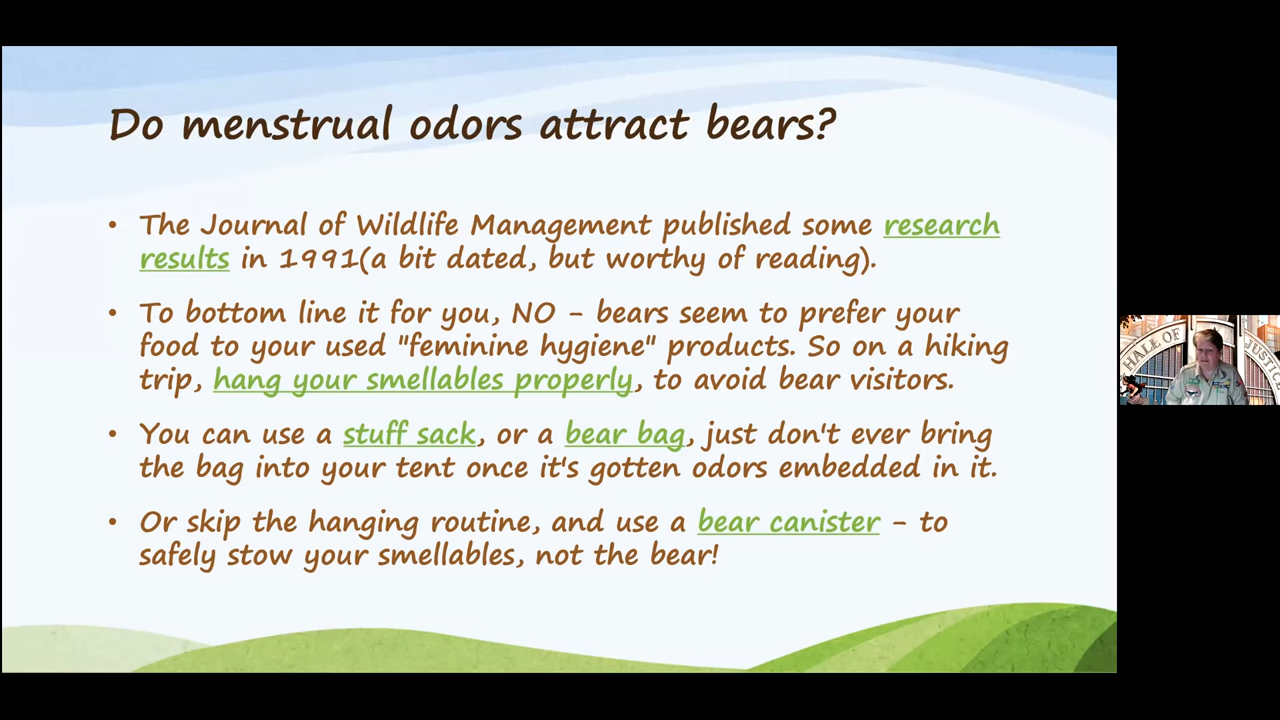 Do menstrual odors attract bears?
• The Journal of Wildlife Management published some research
results in 1991(a bit dated, but worthy of reading).
• To bottom line it for you, NO – bears seem to prefer your
food to your used "feminine hygiene" products. So on a hiking
trip, hang your smellables properly, to avoid bear visitors.
• You can use a stuff sack, or a bear bag, just don't ever bring
the bag into your tent once it's gotten odors embedded in it.
• Or skip the hanging routine, and use a bear canister – to
safely stow your smellables, not the bear!
HALL OF JUSTICE